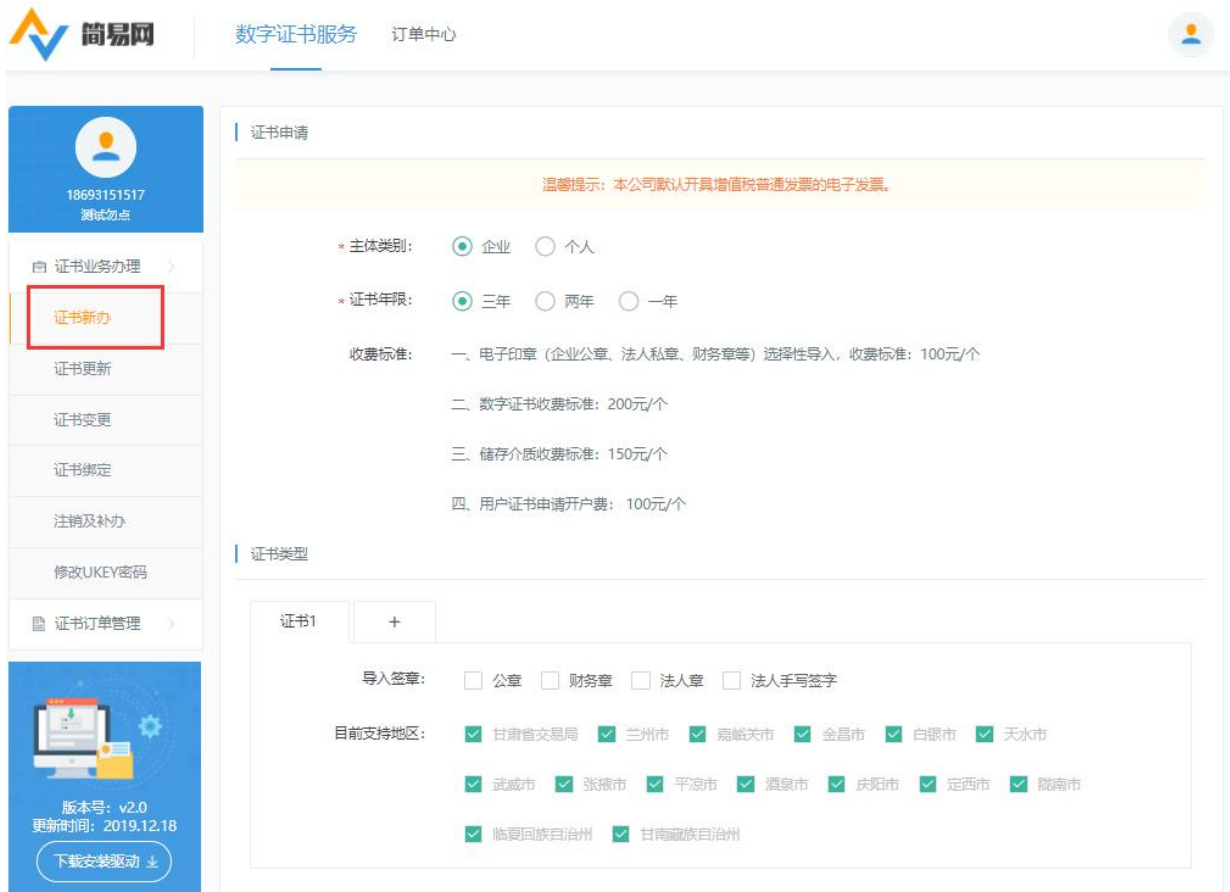 简易网
数字证书服务 订单中心
18693151517
测试勿点
证书业务办理
证书新办
证书更新
证书变更
证书绑定
注销及补办
修改UKEY密码
证书订单管理
版本号：v2.0
更新时间：2019.12.18
下载安装驱动
证书申请
温馨提示：本公司默认开具增值税普通发票的电子发票。
* 主体类别： 企业 个人
* 证书年限： 三年 两年 一年
收费标准： 一、电子印章（企业公章、法人私章、财务章等）选择性导入，收费标准：100元/个
二、数字证书收费标准：200元/个
三、储存介质收费标准：150元/个
四、用户证书申请开户费： 100元/个
证书类型
证书1 +
导入签章： 公章 财务章 法人章 法人手写签字
目前支持地区： 甘肃省交易局 兰州市 嘉峪关市 金昌市 白银市 天水市
武威市 张掖市 平凉市 酒泉市 庆阳市 定西市 陇南市
临夏回族自治州 甘南藏族自治州